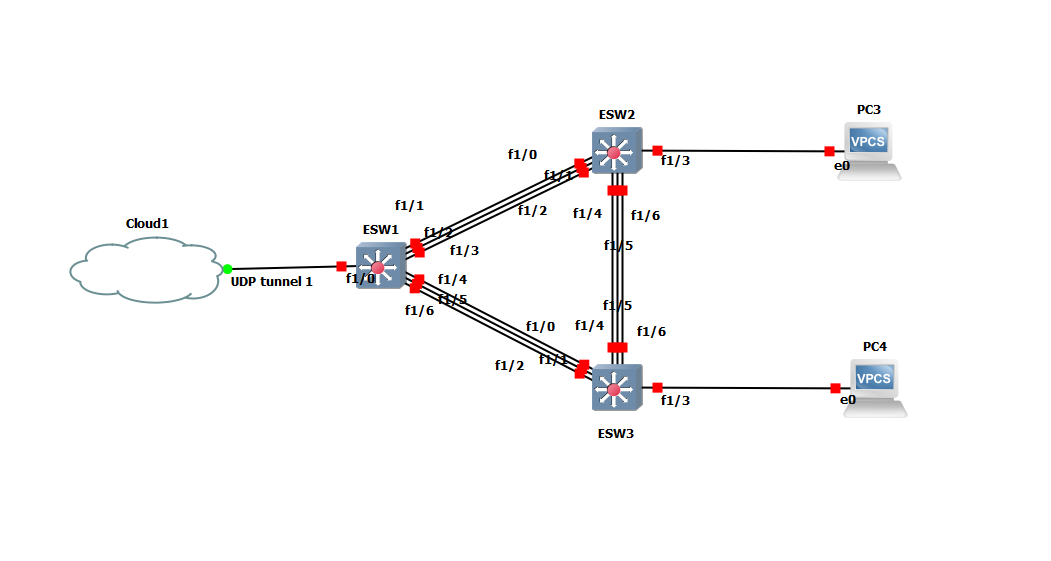 PC3
ESW2
VPCS
f1/0
f1/3
e0
f1/1
f1/1
f1/2
f1/4
f1/6
Cloud1
ESW1
f1/2
f1/3
f1/5
UDP tunnel 1
f1/0
f1/4
f1/5
f1/6
f1/5
f1/0
f1/4
f1/6
f1/2
f1/1
PC4
VPCS
f1/3
e0
ESW3